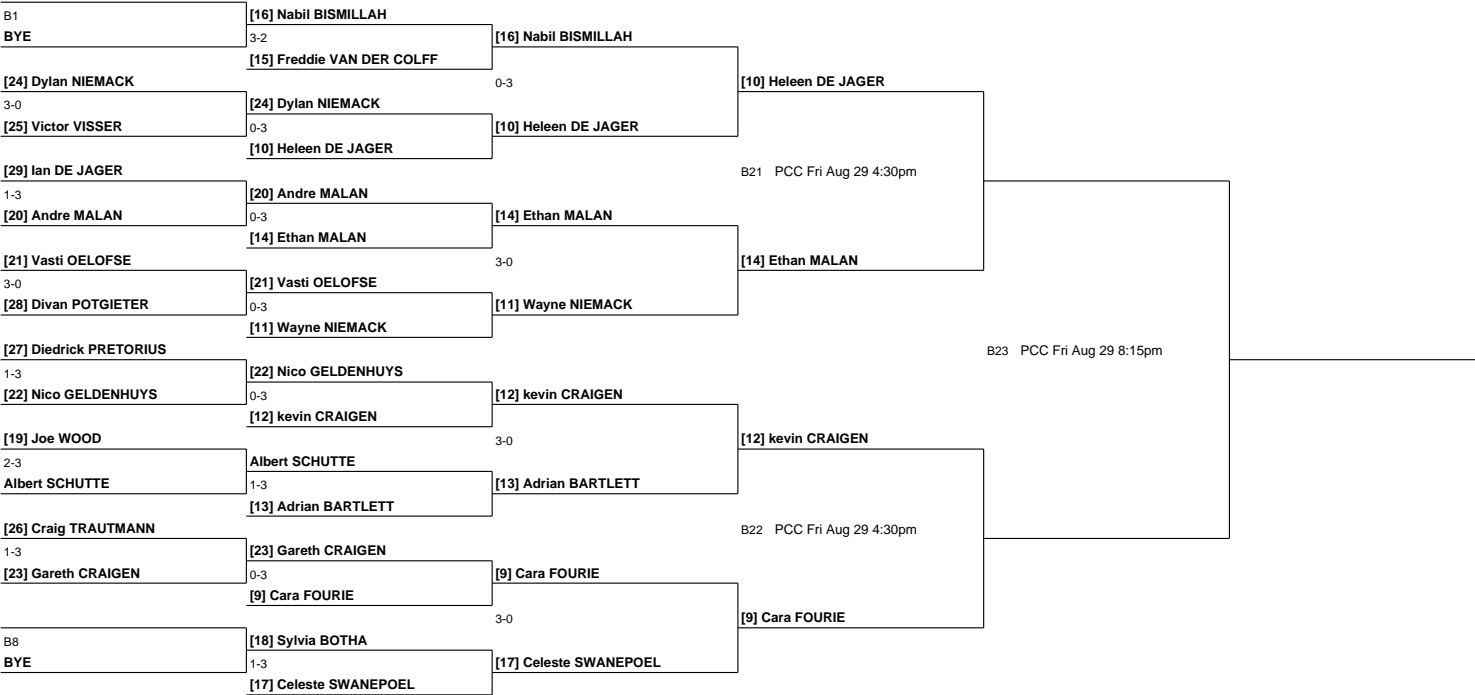 B1
BYE
[24] Dylan NIEMACK
3-0
[25] Victor VISSER
[29] Ian DE JAGER
1-3
[20] Andre MALAN
[21] Vasti OELOFSE
3-0
[28] Divan POTGIETER
[27] Diedrick PRETORIUS
1-3
[22] Nico GELDENHUYS
[19] Joe WOOD
2-3
Albert SCHUTTE
[26] Craig TRAUTMANN
1-3
[23] Gareth CRAIGEN
B8
BYE
[16] Nabil BISMILLAH
3-2
[15] Freddie VAN DER COLFF
[24] Dylan NIEMACK
0-3
[10] Heleen DE JAGER
[20] Andre MALAN
0-3
[14] Ethan MALAN
[21] Vasti OELOFSE
0-3
[11] Wayne NIEMACK
[22] Nico GELDENHUYS
0-3
[12] kevin CRAIGEN
Albert SCHUTTE
1-3
[13] Adrian BARTLETT
[23] Gareth CRAIGEN
0-3
[9] Cara FOURIE
[18] Sylvia BOTHA
1-3
[17] Celeste SWANEPOEL
[16] Nabil BISMILLAH
0-3
[10] Heleen DE JAGER
[14] Ethan MALAN
3-0
[11] Wayne NIEMACK
[12] kevin CRAIGEN
3-0
[13] Adrian BARTLETT
[9] Cara FOURIE
3-0
[17] Celeste SWANEPOEL
[10] Heleen DE JAGER
B21 PCC Fri Aug 29 4:30pm
[14] Ethan MALAN
[12] kevin CRAIGEN
B22 PCC Fri Aug 29 4:30pm
[9] Cara FOURIE
B23 PCC Fri Aug 29 8:15pm